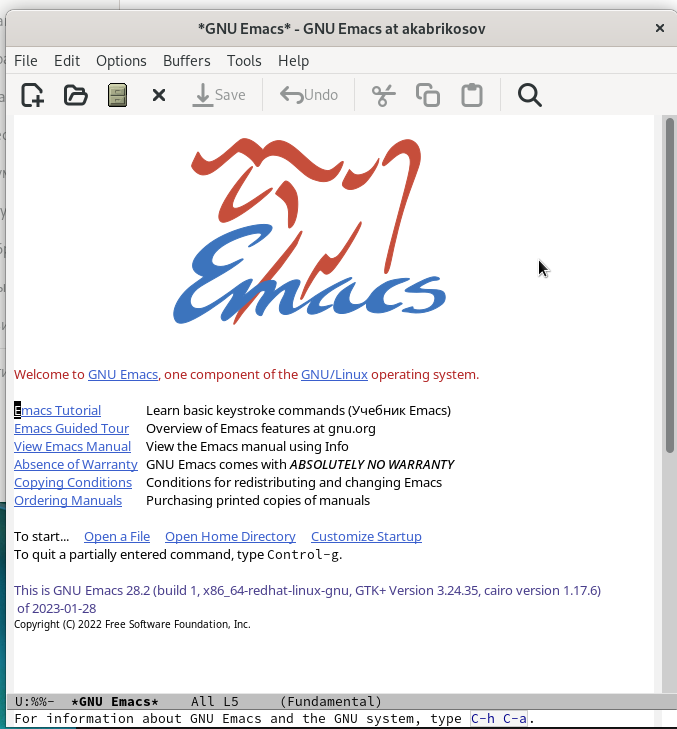 *GNU Emacs* - GNU Emacs at akabrikosov
File Edit Options Buffers Tools Help
Save Undo
Emacs
Welcome to GNU Emacs, one component of the GNU/Linux operating system.
Emacs Tutorial Learn basic keystroke commands (Учебник Emacs)
Emacs Guided Tour Overview of Emacs features at gnu.org
View Emacs Manual View the Emacs manual using Info
Absence of Warranty GNU Emacs comes with ABSOLUTELY NO WARRANTY
Copying Conditions Conditions for redistributing and changing Emacs
Ordering Manuals Purchasing printed copies of manuals
To start... Open a File Open Home Directory Customize Startup
To quit a partially entered command, type Control-g.
This is GNU Emacs 28.2 (build 1, x86_64-redhat-linux-gnu, GTK+ Version 3.24.35, cairo version 1.17.6)
of 2023-01-28
Copyright (C) 2022 Free Software Foundation, Inc.
U:%%- *GNU Emacs* All L5 (Fundamental)
For information about GNU Emacs and the GNU system, type C-h C-a.